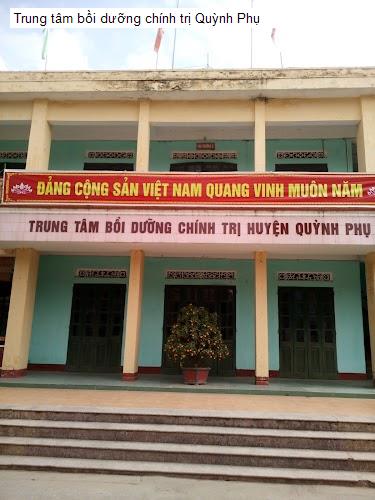 Trung tâm bồi dưỡng chính trị Quỳnh Phụ
ĐẢNG CỘNG SẢN VIỆT NAM QUANG VINH MUÔN NĂM
TRUNG TÂM BỒI DƯỠNG CHÍNH TRỊ HUYỆN QUỲNH PHỤ